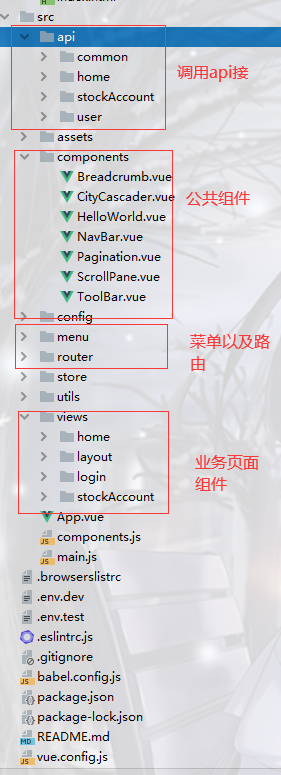 src
api
common
home
stockAccount
user
调用api接
assets
components
Breadcrumb.vue
CityCascader.vue
HelloWorld.vue
NavBar.vue
Pagination.vue
ScrollPane.vue
ToolBar.vue
公共组件
config
menu
router
菜单以及路
由
store
utils
views
home
layout
login
stockAccount
业务页面
组件
App.vue
components.js
main.js
.browserslistrc
.env.dev
.env.test
.eslintrc.js
.gitignore
babel.config.js
package.json
package-lock.json
README.md
vue.config.js